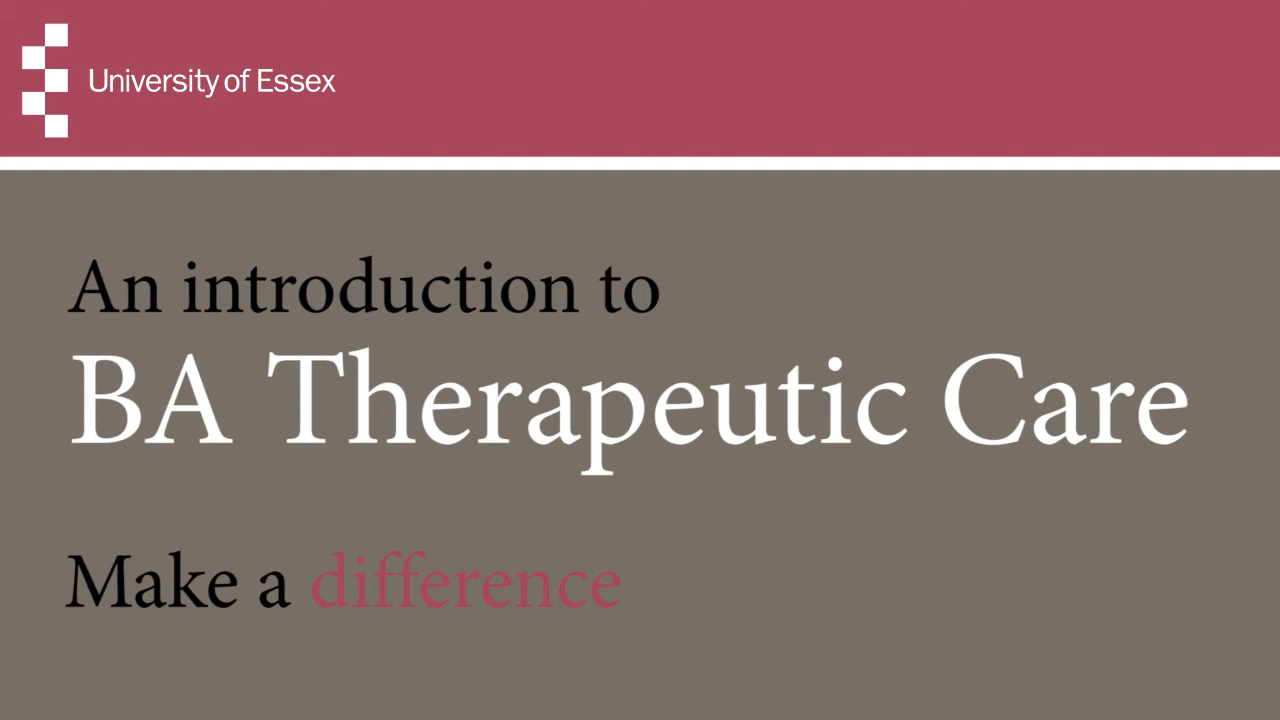 University of Essex
An introduction to
BA Therapeutic Care
Make a difference